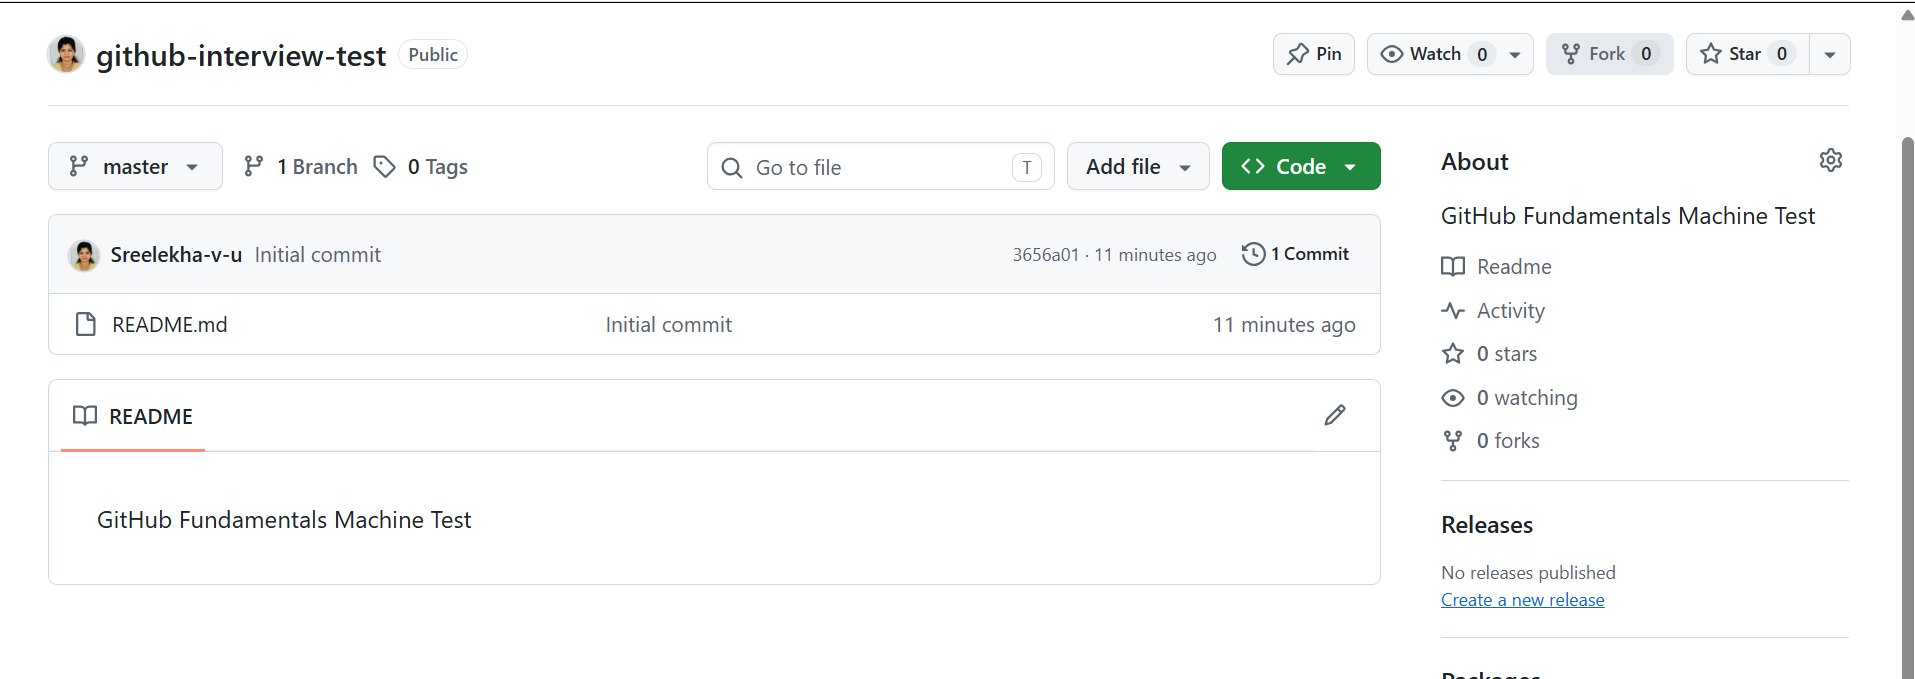 github-interview-test Public
Pin Watch 0 Fork 0 Star 0
master 1 Branch 0 Tags Go to file T Add file Code
Sreelekha-v-u Initial commit 3656a01 · 11 minutes ago 1 Commit
README.md Initial commit 11 minutes ago
README
GitHub Fundamentals Machine Test
About
GitHub Fundamentals Machine Test
Readme
Activity
0 stars
0 watching
0 forks
Releases
No releases published
Create a new release
Packages